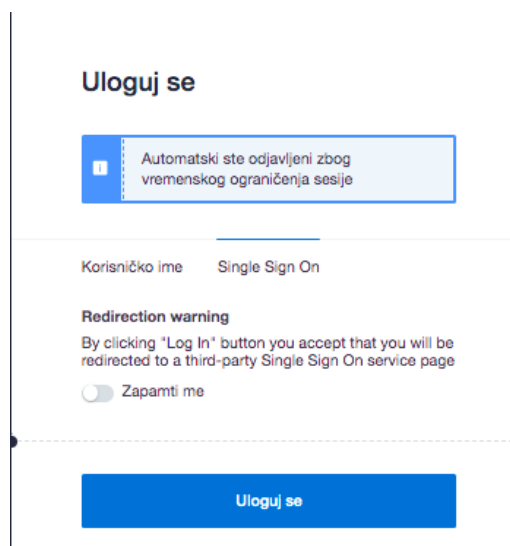 Uloguj se
Automatski ste odjavljeni zbog
vremenskog ograničenja sesije
Korisničko ime
Single Sign On
Redirection warning
By clicking "Log In" button you accept that you will be
redirected to a third-party Single Sign On service page
Zapamti me
Uloguj se